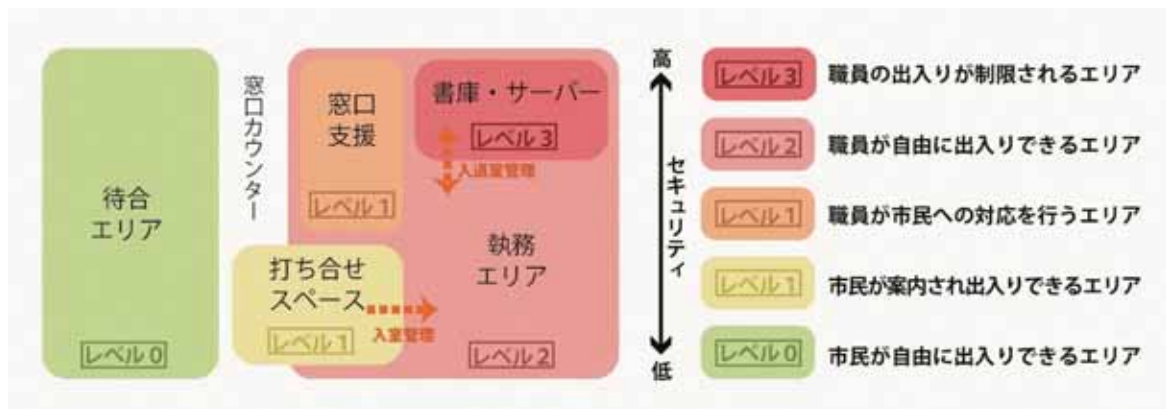 待合
エリア
レベル0
窓口カウンター
窓口
支援
レベル1
書庫・サーバー
レベル3
入退室管理
執務
エリア
レベル2
打ち合せ
スペース
レベル1
入室管理
高
セキュリティ
低
レベル3 職員の出入りが制限されるエリア
レベル2 職員が自由に出入りできるエリア
レベル1 職員が市民への対応を行うエリア
レベル1 市民が案内され出入りできるエリア
レベル0 市民が自由に出入りできるエリア